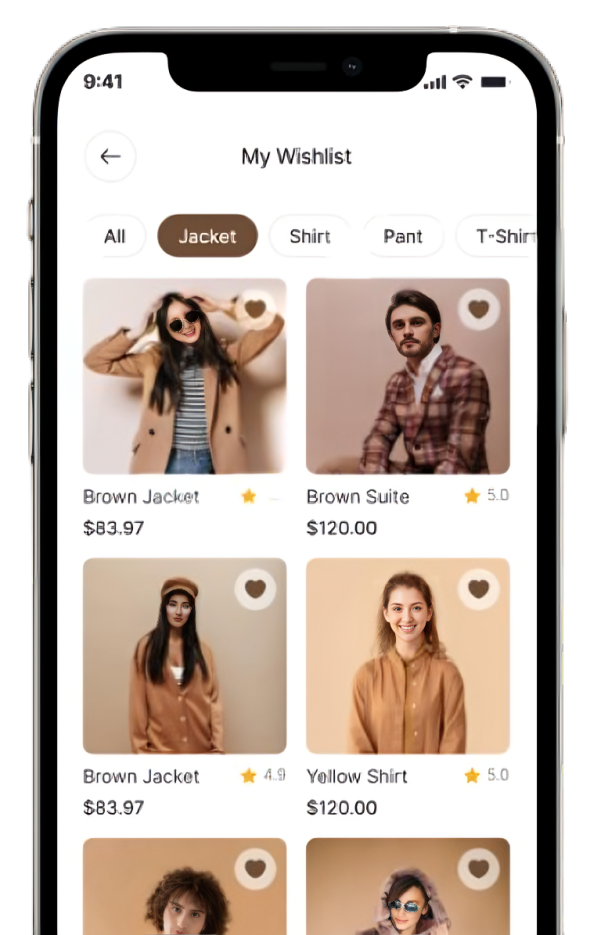 9:41
My Wishlist
All Jacket Shirt Pant T-Shirt
Brown Jacket Brown Suite 5.0
$83.97 $120.00
Brown Jacket 4.9 Yellow Shirt 5.0
$83.97 $120.00